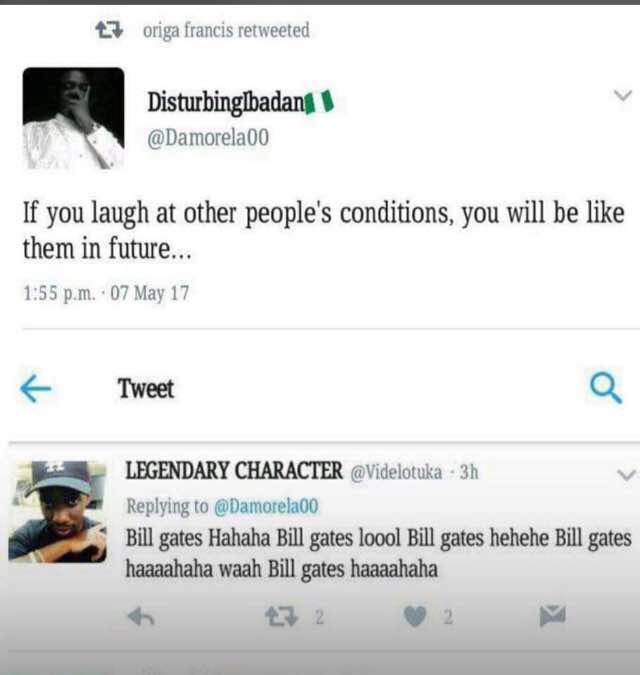 origa francis retweeted
DisturbingIbadan
@Damorela00
If you laugh at other people's conditions, you will be like
them in future...
1:55 p.m. · 07 May 17
Tweet
LEGENDARY CHARACTER @Videlotuka · 3h
Replying to @Damorela00
Bill gates Hahaha Bill gates loool Bill gates hehehe Bill gates
haaaahaha waah Bill gates haaaahaha
2 2